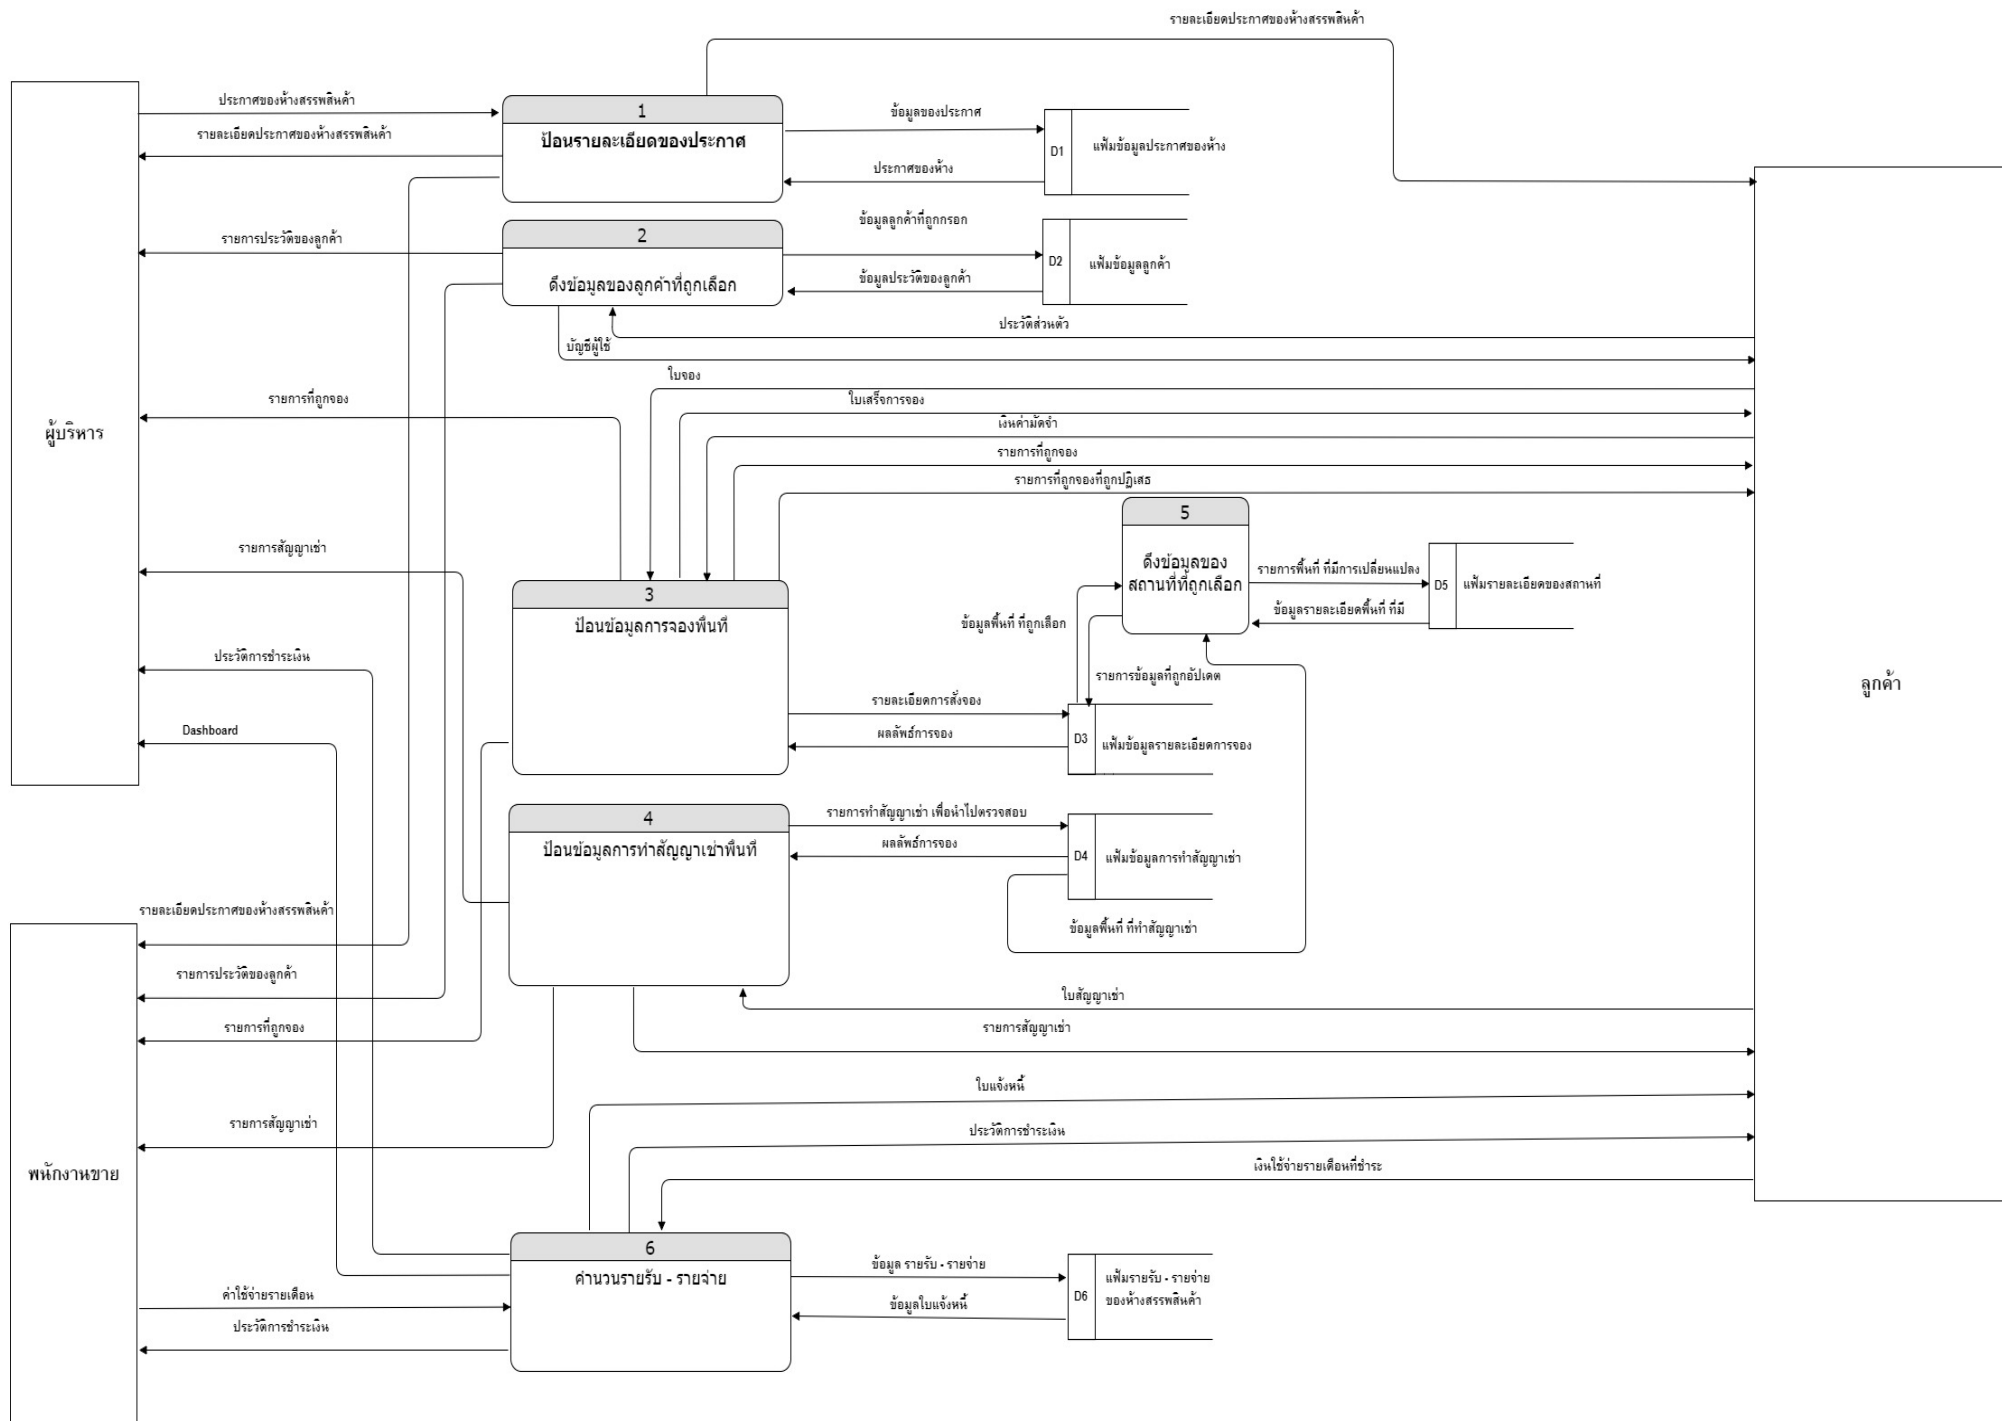 รายละเอียดประกาศของห้างสรรพสินค้า
ประกาศของห้างสรรพสินค้า
รายละเอียดประกาศของห้างสรรพสินค้า
1
ป้อนรายละเอียดของประกาศ
ข้อมูลของประกาศ
ประกาศของห้าง
D1
แฟ้มข้อมูลประกาศของห้าง
รายการประวัติของลูกค้า
2
ดึงข้อมูลของลูกค้าที่ถูกเลือก
ข้อมูลลูกค้าที่ถูกกรอก
ข้อมูลประวัติของลูกค้า
D2
แฟ้มข้อมูลลูกค้า
ประวัติส่วนตัว
บัญชีผู้ใช้
ใบจอง
ใบเสร็จการจอง
เงินค่ามัดจำ
รายการที่ถูกจอง
รายการที่ถูกจองที่ถูกปฏิเสธ
รายการที่ถูกจอง
ผู้บริหาร
รายการสัญญาเช่า
ประวัติการชำระเงิน
Dashboard
3
ป้อนข้อมูลการจองพื้นที่
5
ดึงข้อมูลของ
สถานที่ที่ถูกเลือก
รายการพื้นที่ ที่มีการเปลี่ยนแปลง
ข้อมูลรายละเอียดพื้นที่ ที่มี
D5
แฟ้มรายละเอียดของสถานที่
ข้อมูลพื้นที่ ที่ถูกเลือก
รายการข้อมูลที่ถูกอัปเดต
รายละเอียดการสั่งจอง
ผลลัพธ์การจอง
D3
แฟ้มข้อมูลรายละเอียดการจอง
ลูกค้า
4
ป้อนข้อมูลการทำสัญญาเช่าพื้นที่
รายการทำสัญญาเช่า เพื่อนำไปตรวจสอบ
ผลลัพธ์การจอง
D4
แฟ้มข้อมูลการทำสัญญาเช่า
ข้อมูลพื้นที่ ที่ทำสัญญาเช่า
รายละเอียดประกาศของห้างสรรพสินค้า
รายการประวัติของลูกค้า
รายการที่ถูกจอง
รายการสัญญาเช่า
พนักงานขาย
ใบสัญญาเช่า
รายการสัญญาเช่า
ใบแจ้งหนี้
ประวัติการชำระเงิน
เงินใช้จ่ายรายเดือนที่ชำระ
6
คำนวนรายรับ - รายจ่าย
ค่าใช้จ่ายรายเดือน
ประวัติการชำระเงิน
ข้อมูล รายรับ - รายจ่าย
ข้อมูลใบแจ้งหนี้
D6
แฟ้มรายรับ - รายจ่าย
ของห้างสรรพสินค้า